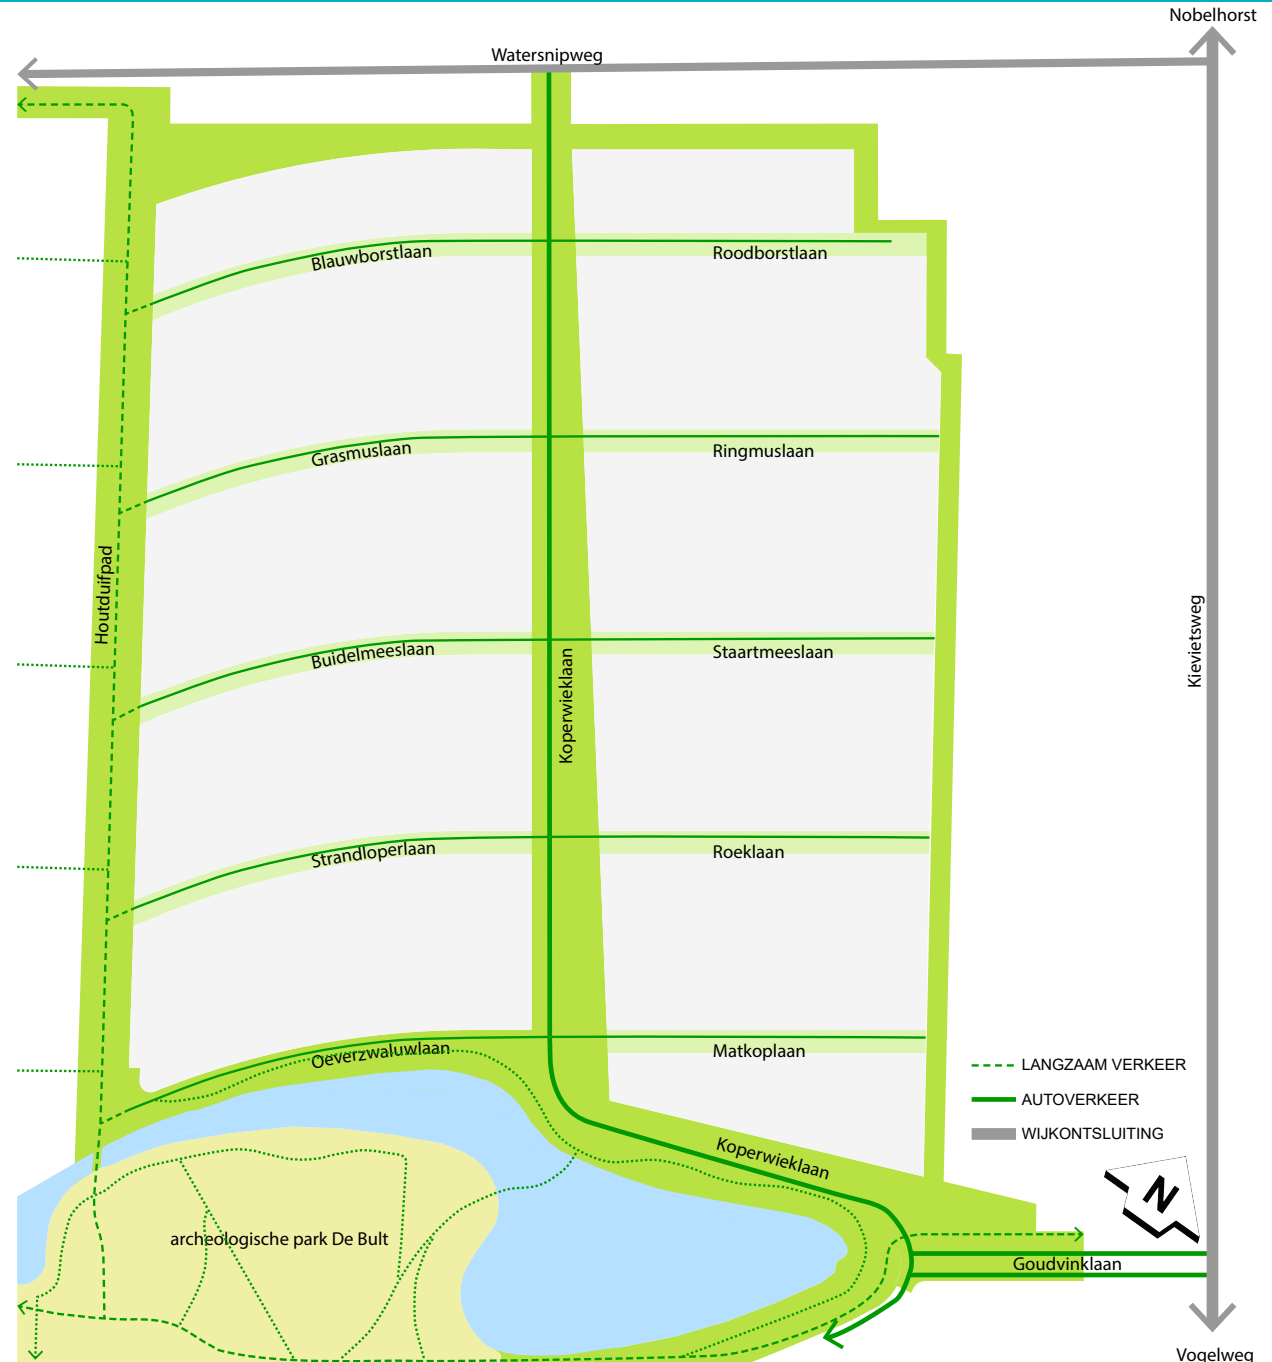 Nobelhorst
Watersnipweg
Blauwborstlaan
Roodborstlaan
Grasmuslaan
Ringmuslaan
Houtduifpad
Kievietsweg
Buidelmeeslaan
Staartmeeslaan
Koperwieklaan
Strandloperlaan
Roeklaan
Oeverzwaluwlaan
Matkoplaan
LANGZAAM VERKEER
AUTOVERKEER
WIJKONTSLUITING
Koperwieklaan
N
archeologische park De Bult
Goudvinklaan
Vogelweg